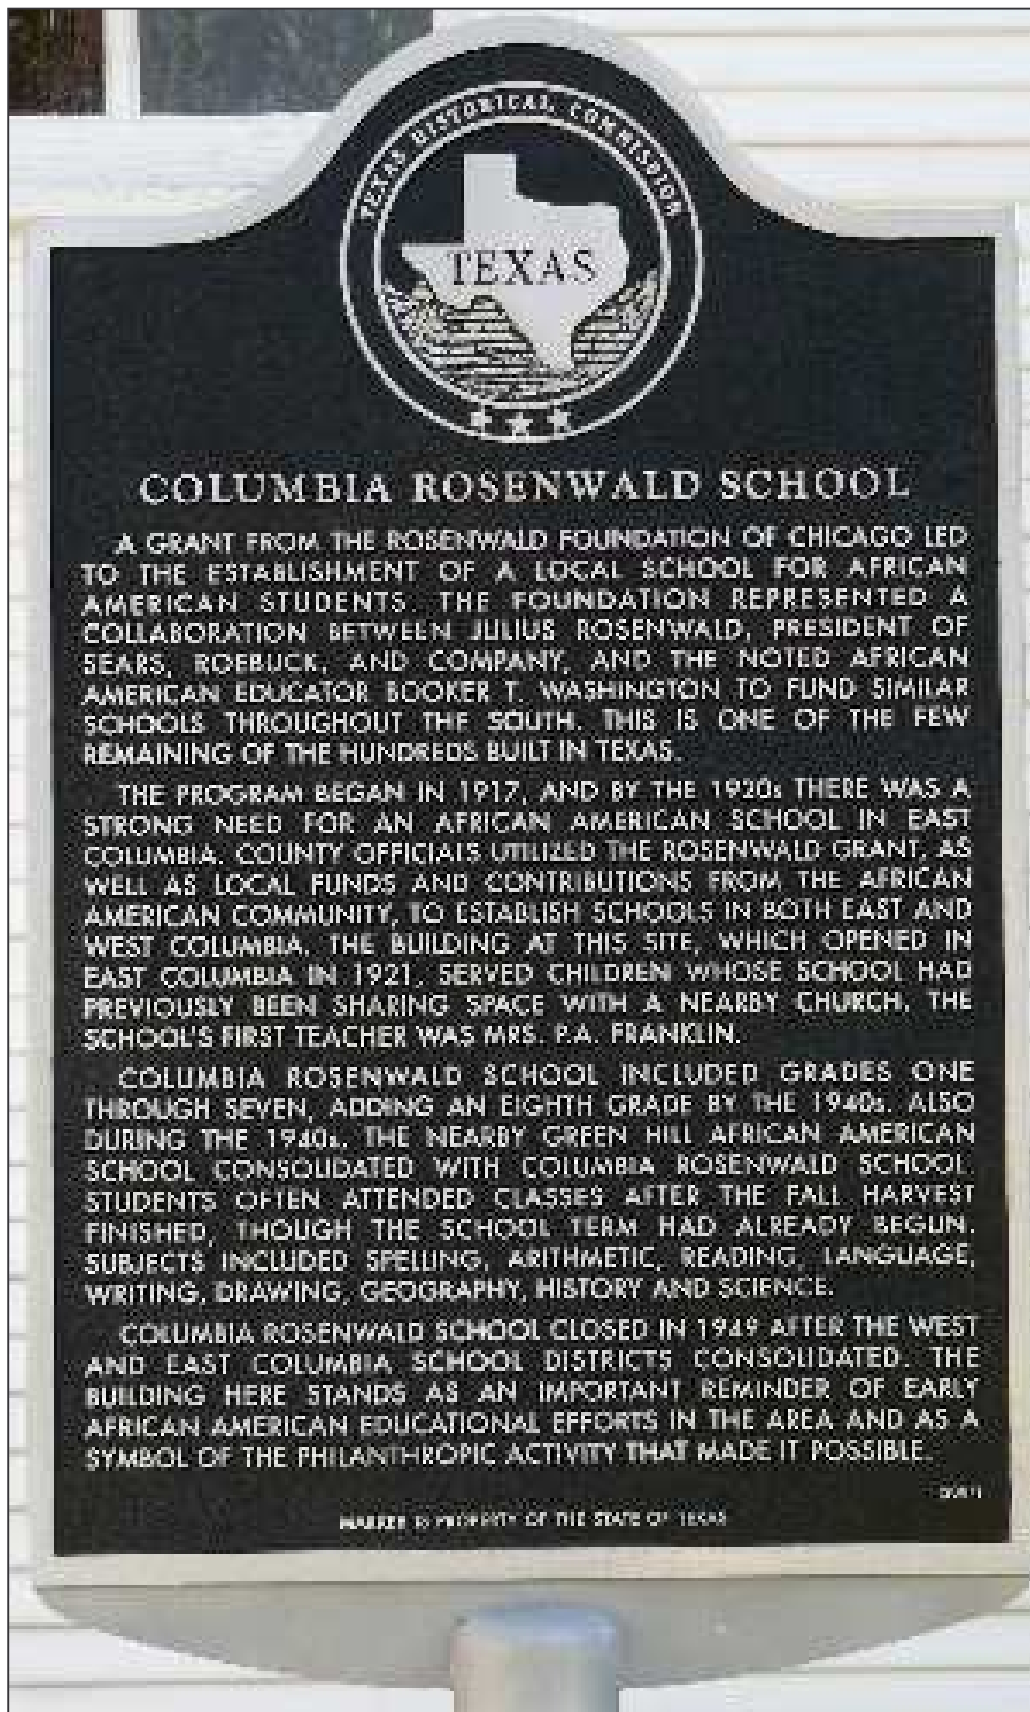 TEXAS HISTORICAL COMMISSION
TEXAS
COLUMBIA ROSENWALD SCHOOL
A GRANT FROM THE ROSENWALD FOUNDATION OF CHICAGO LED
TO THE ESTABLISHMENT OF A LOCAL SCHOOL FOR AFRICAN
AMERICAN STUDENTS. THE FOUNDATION REPRESENTED A
COLLABORATION BETWEEN JULIUS ROSENWALD, PRESIDENT OF
SEARS, ROEBUCK, AND COMPANY, AND THE NOTED AFRICAN
AMERICAN EDUCATOR BOOKER T. WASHINGTON TO FUND SIMILAR
SCHOOLS THROUGHOUT THE SOUTH. THIS IS ONE OF THE FEW
REMAINING OF THE HUNDREDS BUILT IN TEXAS.
THE PROGRAM BEGAN IN 1917, AND BY THE 1920s THERE WAS A
STRONG NEED FOR AN AFRICAN AMERICAN SCHOOL IN EAST
COLUMBIA. COUNTY OFFICIALS UTILIZED THE ROSENWALD GRANT, AS
WELL AS LOCAL FUNDS AND CONTRIBUTIONS FROM THE AFRICAN
AMERICAN COMMUNITY, TO ESTABLISH SCHOOLS IN BOTH EAST AND
WEST COLUMBIA. THE BUILDING AT THIS SITE, WHICH OPENED IN
EAST COLUMBIA IN 1921, SERVED CHILDREN WHOSE SCHOOL HAD
PREVIOUSLY BEEN SHARING SPACE WITH A NEARBY CHURCH. THE
SCHOOL'S FIRST TEACHER WAS MRS. P.A. FRANKLIN.
COLUMBIA ROSENWALD SCHOOL INCLUDED GRADES ONE
THROUGH SEVEN, ADDING AN EIGHTH GRADE BY THE 1940s. ALSO
DURING THE 1940s, THE NEARBY GREEN HILL AFRICAN AMERICAN
SCHOOL CONSOLIDATED WITH COLUMBIA ROSENWALD SCHOOL.
STUDENTS OFTEN ATTENDED CLASSES AFTER THE FALL HARVEST
FINISHED, THOUGH THE SCHOOL TERM HAD ALREADY BEGUN.
SUBJECTS INCLUDED SPELLING, ARITHMETIC, READING, LANGUAGE,
WRITING, DRAWING, GEOGRAPHY, HISTORY AND SCIENCE.
COLUMBIA ROSENWALD SCHOOL CLOSED IN 1949 AFTER THE WEST
AND EAST COLUMBIA SCHOOL DISTRICTS CONSOLIDATED. THE
BUILDING HERE STANDS AS AN IMPORTANT REMINDER OF EARLY
AFRICAN AMERICAN EDUCATIONAL EFFORTS IN THE AREA AND AS A
SYMBOL OF THE PHILANTHROPIC ACTIVITY THAT MADE IT POSSIBLE.
MARKER IS PROPERTY OF THE STATE OF TEXAS